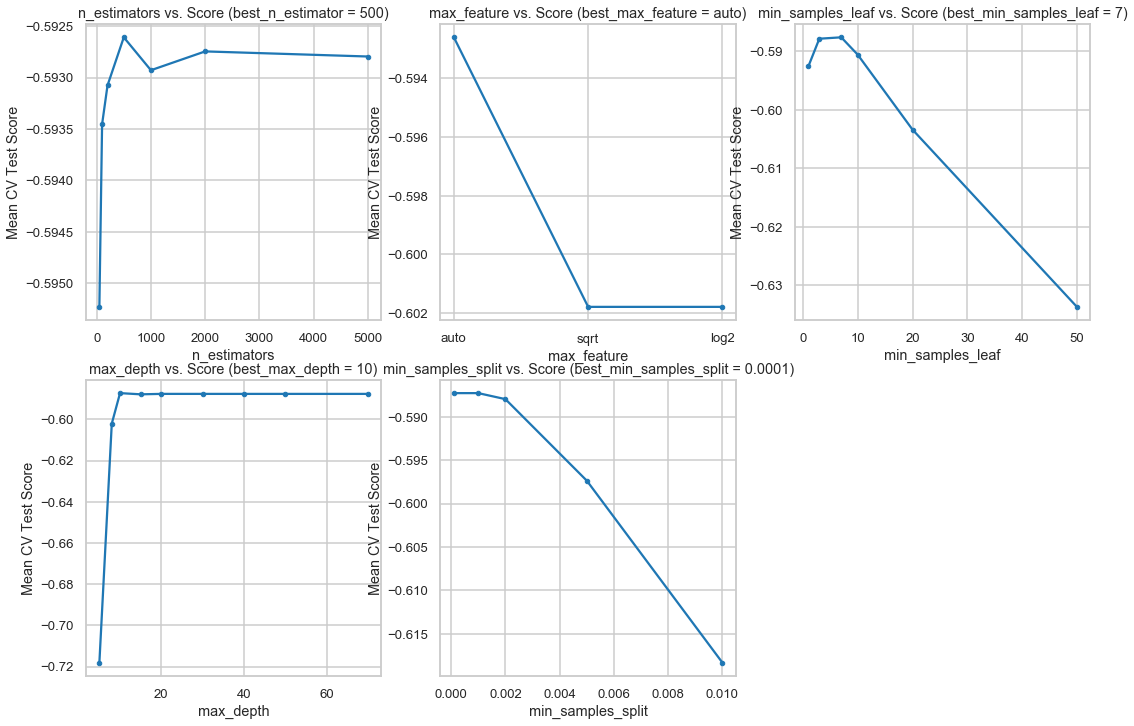 n_estimators vs. Score (best_n_estimator = 500)
Mean CV Test Score
−0.5925
−0.5930
−0.5935
−0.5940
−0.5945
−0.5950
0 1000 2000 3000 4000 5000
n_estimators
max_feature vs. Score (best_max_feature = auto)
Mean CV Test Score
−0.594
−0.596
−0.598
−0.600
−0.602
auto sqrt log2
max_feature
min_samples_leaf vs. Score (best_min_samples_leaf = 7)
Mean CV Test Score
−0.59
−0.60
−0.61
−0.62
−0.63
0 10 20 30 40 50
min_samples_leaf
max_depth vs. Score (best_max_depth = 10)
Mean CV Test Score
−0.60
−0.62
−0.64
−0.66
−0.68
−0.70
−0.72
20 40 60
max_depth
min_samples_split vs. Score (best_min_samples_split = 0.0001)
Mean CV Test Score
−0.590
−0.595
−0.600
−0.605
−0.610
−0.615
0.000 0.002 0.004 0.006 0.008 0.010
min_samples_split